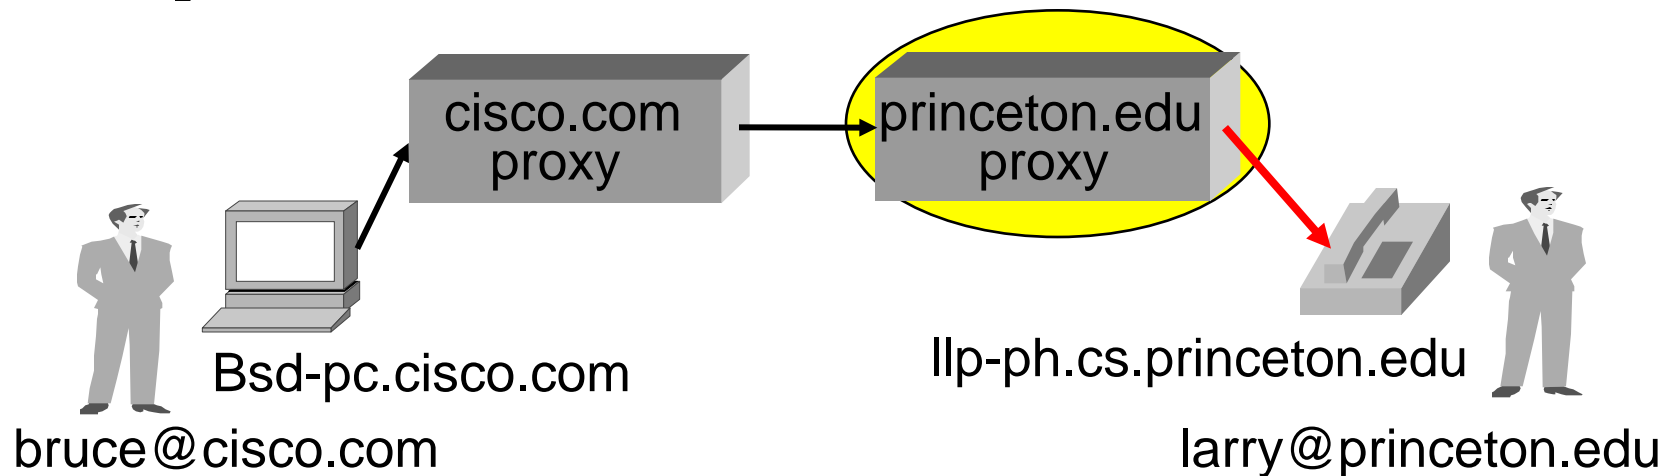 cisco.com
proxy
princeton.edu
proxy
Bsd-pc.cisco.com
llp-ph.cs.princeton.edu
bruce@cisco.com
larry@princeton.edu